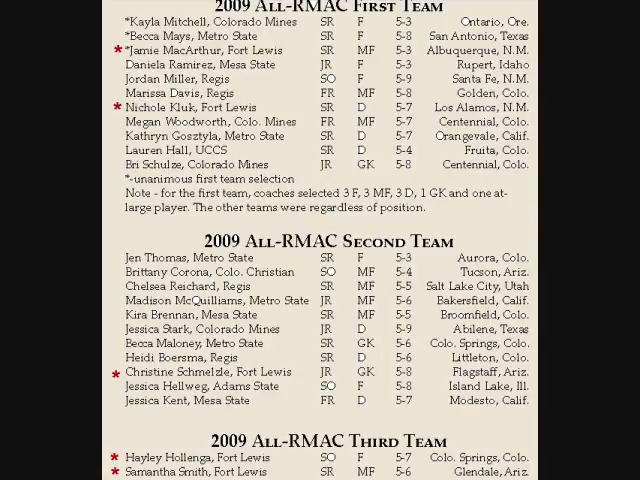 2009 All-RMAC First Team
*Kayla Mitchell, Colorado Mines SR F 5-3 Ontario, Ore.
*Becca Mays, Metro State SR F 5-8 San Antonio, Texas
* *Jamie MacArthur, Fort Lewis SR MF 5-3 Albuquerque, N.M.
Daniela Ramirez, Mesa State JR F 5-3 Rupert, Idaho
Jordan Miller, Regis SO F 5-9 Santa Fe, N.M.
Marissa Davis, Regis FR MF 5-8 Golden, Colo.
* Nichole Kluk, Fort Lewis SR D 5-7 Los Alamos, N.M.
Megan Woodworth, Colo. Mines FR MF 5-7 Centennial, Colo.
Kathryn Gosztyla, Metro State SR D 5-7 Orangevale, Calif.
Lauren Hall, UCCS SR D 5-4 Fruita, Colo.
Bri Schulze, Colorado Mines JR GK 5-8 Centennial, Colo.
*-unanimous first team selection
Note - for the first team, coaches selected 3 F, 3 MF, 3 D, 1 GK and one at-
large player. The other teams were regardless of position.
2009 All-RMAC Second Team
Jen Thomas, Metro State SR F 5-3 Aurora, Colo.
Brittany Corona, Colo. Christian SO MF 5-4 Tucson, Ariz.
Chelsea Reichard, Regis SR MF 5-5 Salt Lake City, Utah
Madison McQuilliams, Metro State JR MF 5-6 Bakersfield, Calif.
Kira Brennan, Mesa State SR MF 5-5 Broomfield, Colo.
Jessica Stark, Colorado Mines JR D 5-9 Abilene, Texas
Becca Maloney, Metro State SR GK 5-6 Colo. Springs, Colo.
Heidi Boersma, Regis SR D 5-6 Littleton, Colo.
* Christine Schmelzle, Fort Lewis JR GK 5-8 Flagstaff, Ariz.
Jessica Hellweg, Adams State SO F 5-8 Island Lake, Ill.
Jessica Kent, Mesa State FR D 5-7 Modesto, Calif.
2009 All-RMAC Third Team
* Hayley Hollenga, Fort Lewis SO F 5-7 Colo. Springs, Colo.
* Samantha Smith, Fort Lewis SR MF 5-6 Glendale, Ariz.